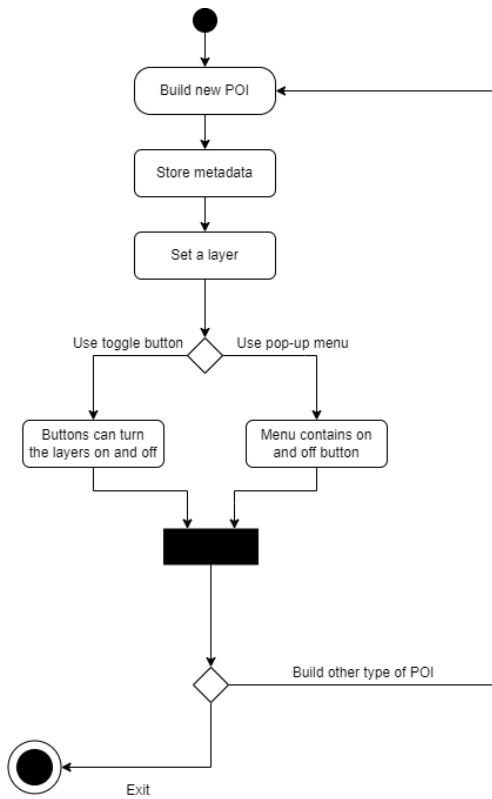 Build new POI
Store metadata
Set a layer
Use toggle button
Use pop-up menu
Buttons can turn
the layers on and off
Menu contains on
and off button
Build other type of POI
Exit